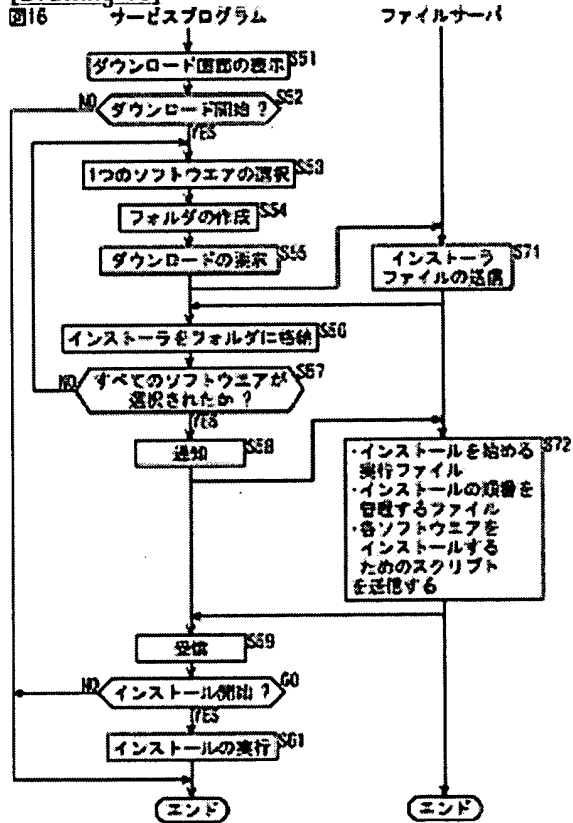 図16
サービスプログラム
ファイルサーバ
ダウンロード画面の表示
S51
ダウンロード開始？
S52
NO
YES
1つのソフトウエアの選択
S53
フォルダの作成
S54
ダウンロードの要求
S55
インストーラ
ファイルの送信
S71
インストーラをフォルダに格納
S56
すべてのソフトウエアが
選択されたか？
S57
NO
YES
通知
S58
・インストールを始める
実行ファイル
・インストールの順番を
管理するファイル
・各ソフトウエアを
インストールする
ためのスクリプト
を送信する
S72
受信
S59
インストール開始？
60
NO
YES
インストールの実行
S61
エンド
エンド